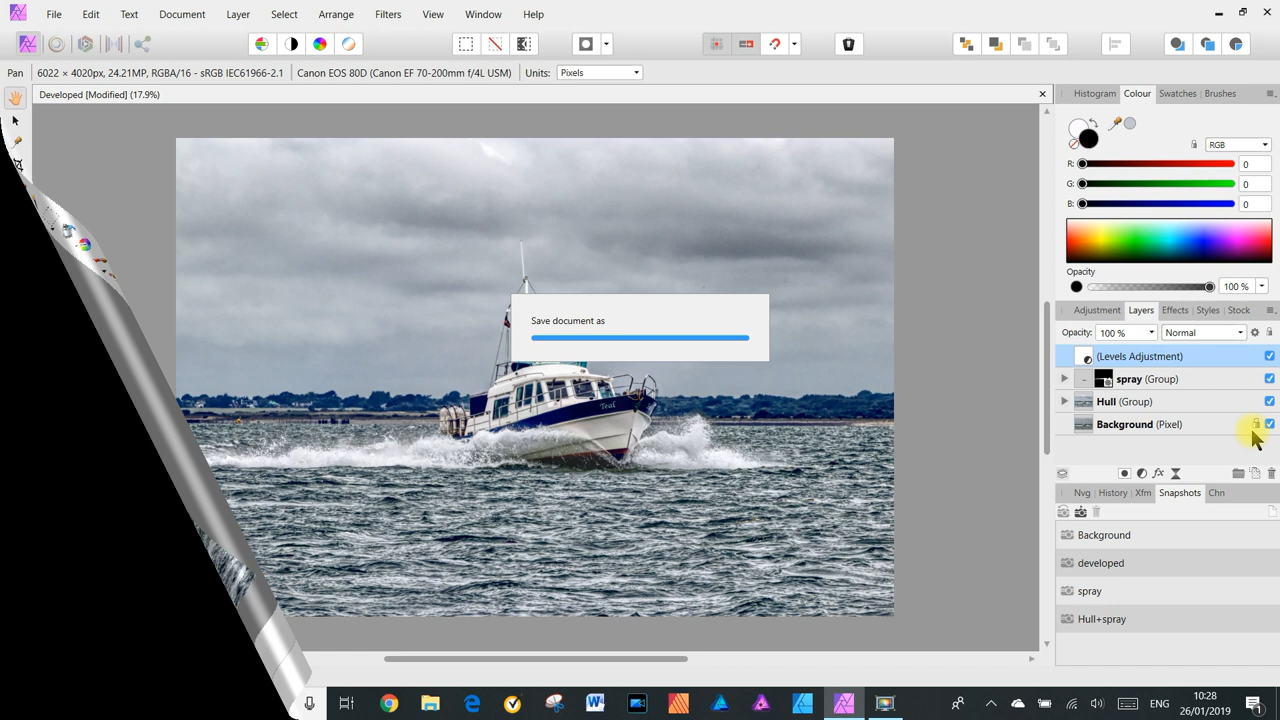 File Edit Text Document Layer Select Arrange Filters View Window Help
Pan 6022 × 4020px, 24.21MP, RGBA/16 - sRGB IEC61966-2.1 Canon EOS 80D (Canon EF 70-200mm f/4L USM) Units: Pixels
Developed [Modified] (17.9%)
Histogram Colour Swatches Brushes
RGB
R: 0
G: 0
B: 0
Opacity
100 %
Adjustment Layers Effects Styles Stock
Opacity: 100 % Normal
(Levels Adjustment)
spray (Group)
Hull (Group)
Background (Pixel)
Nvg History Xfm Snapshots Chn
Background
developed
spray
Hull+spray
Save document as
Teal
ENG
10:28
26/01/2019
1